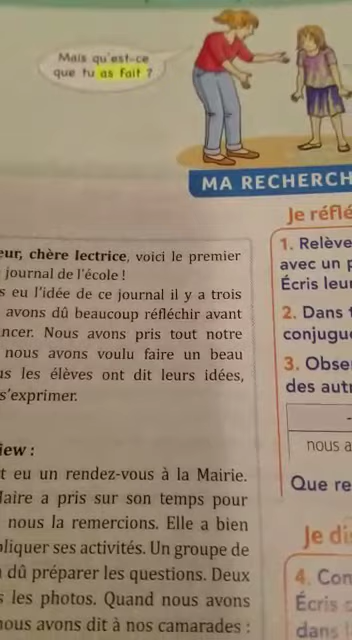 Mais qu'est-ce
que tu as fait ?
MA RECHERCH
eur, chère lectrice, voici le premier
journal de l'école !
s eu l'idée de ce journal il y a trois
avons dû beaucoup réfléchir avant
ncer. Nous avons pris tout notre
nous avons voulu faire un beau
us les élèves ont dit leurs idées,
s'exprimer.
iew :
t eu un rendez-vous à la Mairie.
Maire a pris sur son temps pour
nous la remercions. Elle a bien
pliquer ses activités. Un groupe de
dû préparer les questions. Deux
s les photos. Quand nous avons
nous avons dit à nos camarades :
Je réflé
1. Relève
avec un p
Écris leur
2. Dans
conjugue
3. Obser
des autr
nous a
Que re
Je di
4. Con
Écris
dans